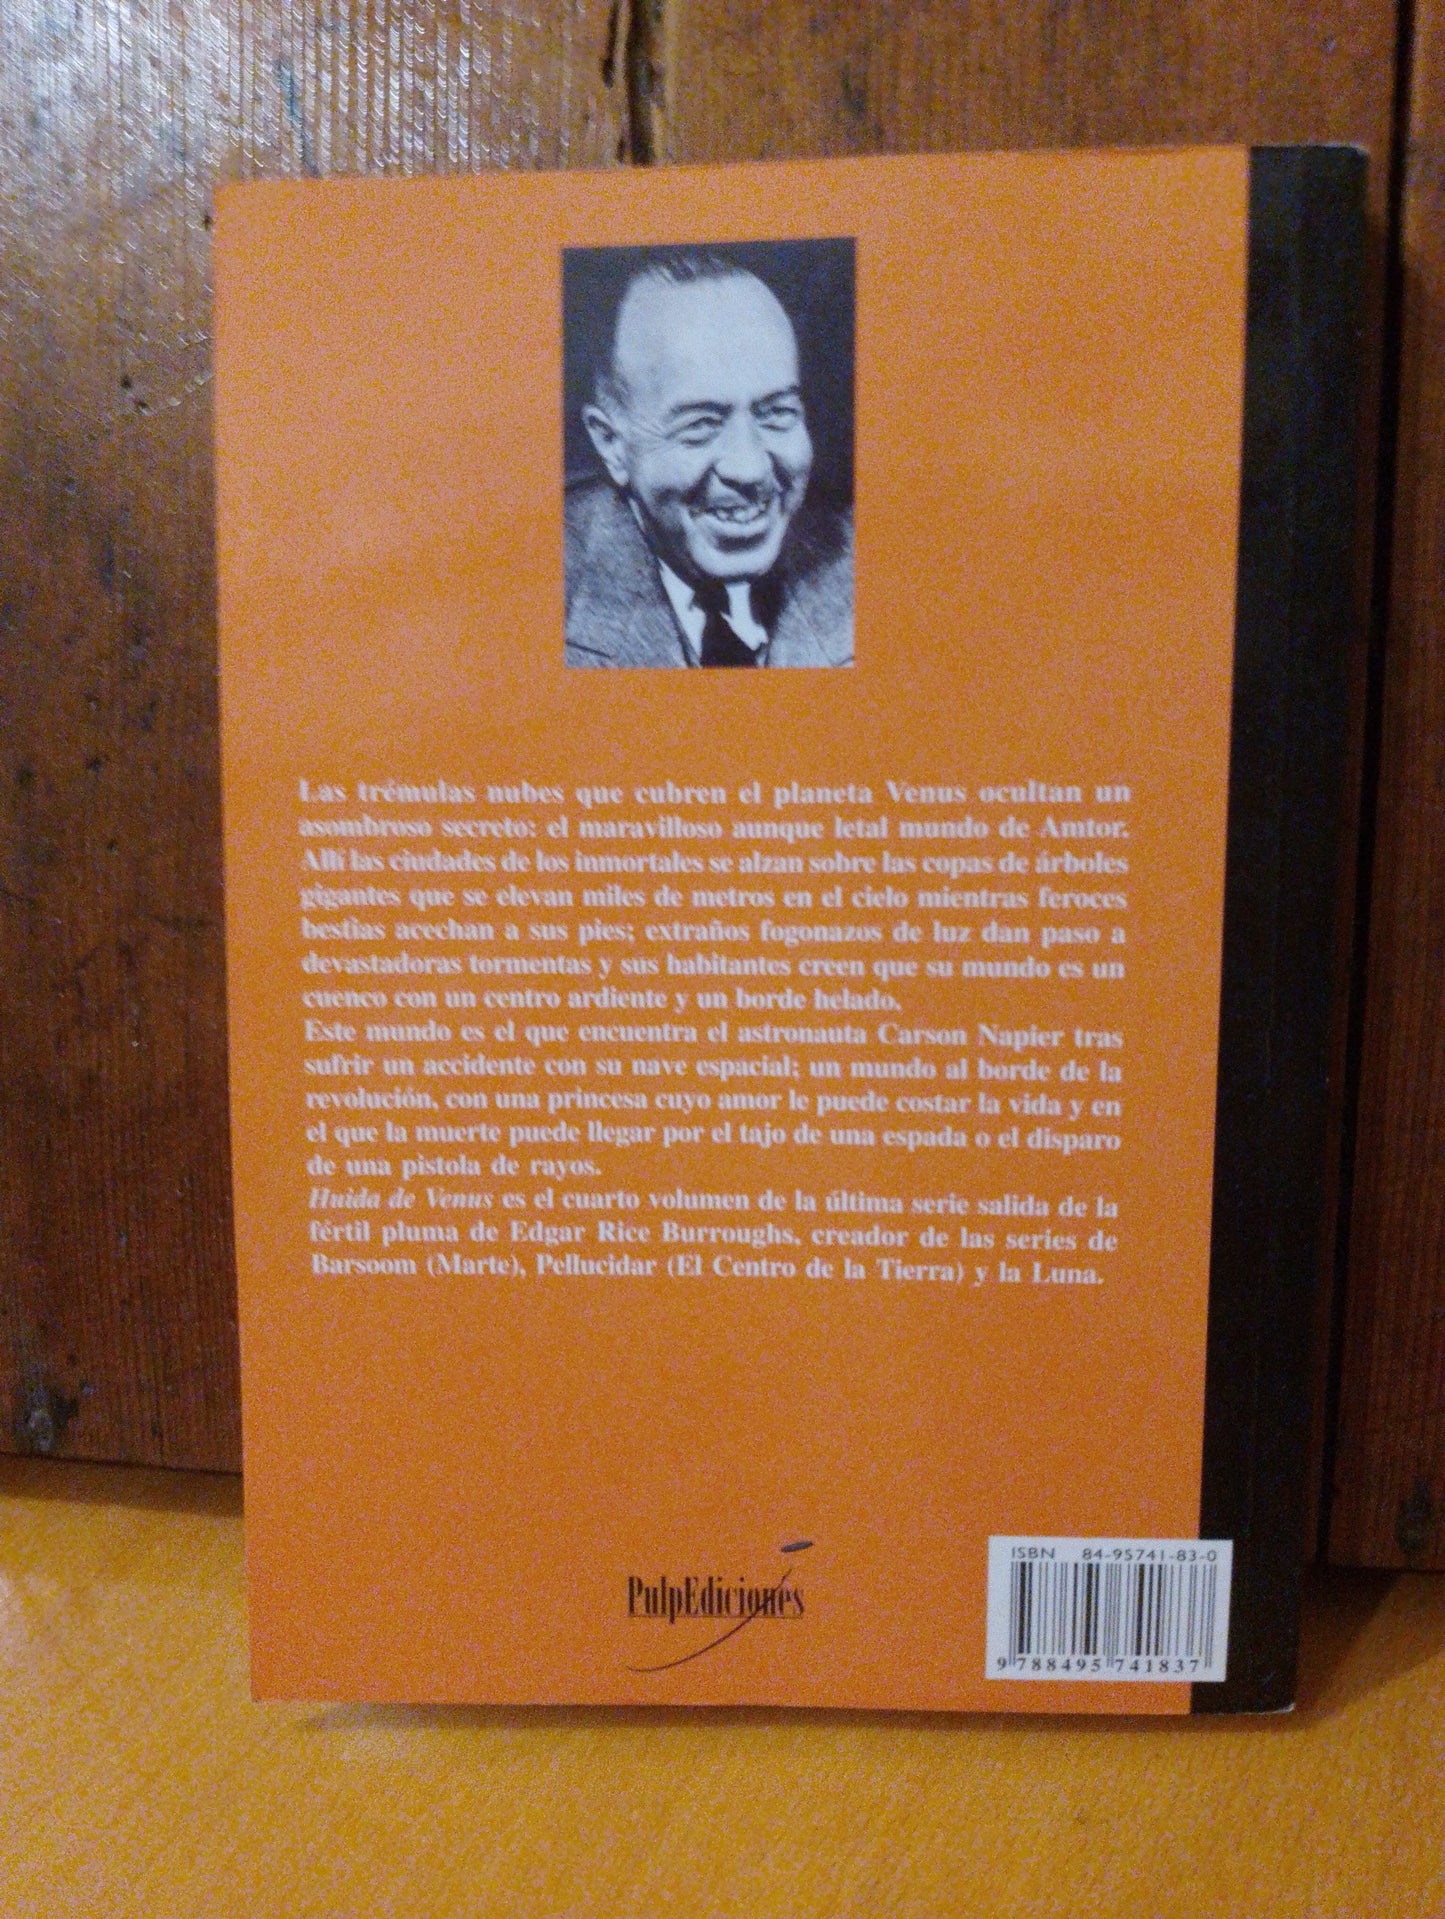 Las trémulas nubes que cubren el planeta Venus ocultan un
asombroso secreto: el maravilloso aunque letal mundo de Amtor.
Allí las ciudades de los inmortales se alzan sobre las copas de árboles
gigantes que se elevan miles de metros en el cielo mientras feroces
bestias acechan a sus pies; extraños fogonazos de luz dan paso a
devastadoras tormentas y sus habitantes creen que su mundo es un
cuenco con un centro ardiente y un borde helado.
Este mundo es el que encuentra el astronauta Carson Napier tras
sufrir un accidente con su nave espacial; un mundo al borde de la
revolución, con una princesa cuyo amor le puede costar la vida y en
el que la muerte puede llegar por el tajo de una espada o el disparo
de una pistola de rayos.
Huida de Venus es el cuarto volumen de la última serie salida de la
fértil pluma de Edgar Rice Burroughs, creador de las series de
Barsoom (Marte), Pellucidar (El Centro de la Tierra) y la Luna.
PulpEdiciones
ISBN 84-95741-83-0
9 788495 741837